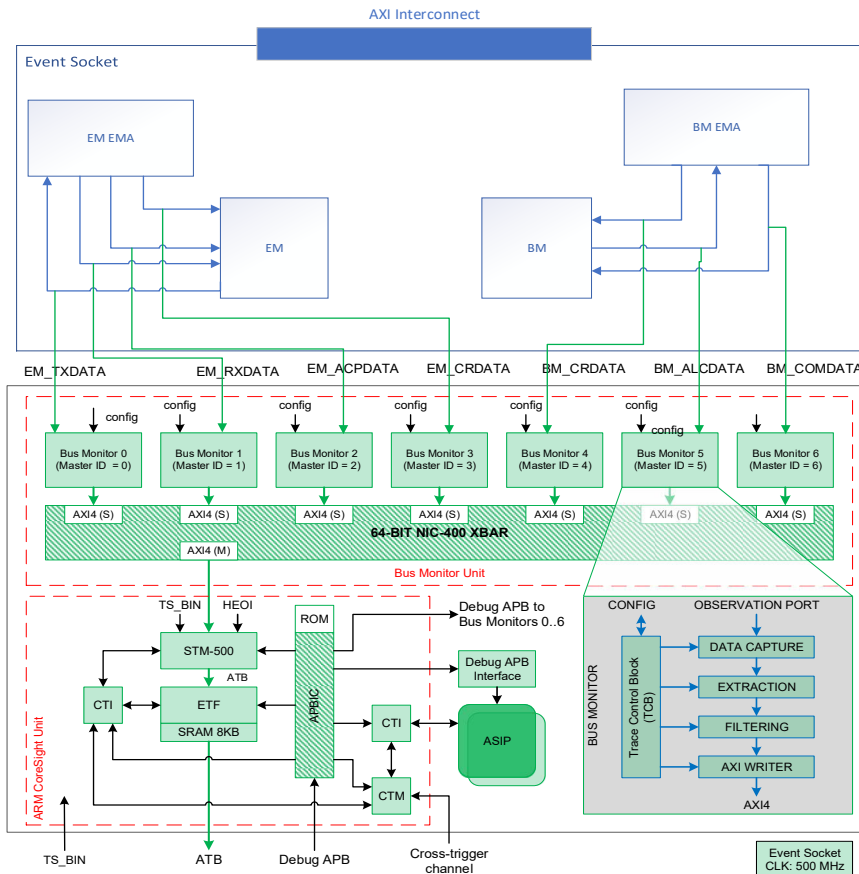 AXI Interconnect
Event Socket
EM EMA
BM EMA
EM
BM
EM_TXDATA
EM_RXDATA
EM_ACPDATA
EM_CRDATA
BM_CRDATA
BM_ALCDATA
BM_COMDATA
config
config
config
config
config
config
config
Bus Monitor 0
(Master ID = 0)
Bus Monitor 1
(Master ID = 1)
Bus Monitor 2
(Master ID = 2)
Bus Monitor 3
(Master ID = 3)
Bus Monitor 4
(Master ID = 4)
Bus Monitor 5
(Master ID = 5)
Bus Monitor 6
(Master ID = 6)
AXI4 (S)
AXI4 (S)
AXI4 (S)
AXI4 (S)
AXI4 (S)
AXI4 (S)
AXI4 (S)
64-BIT NIC-400 XBAR
AXI4 (M)
Bus Monitor Unit
TS_BIN
HEOI
ROM
Debug APB to
Bus Monitors 0..6
STM-500
ATB
CTI
ETF
SRAM 8KB
APBIC
Debug APB
Interface
CTI
ASIP
CTM
ARM CoreSight Unit
TS_BIN
ATB
Debug APB
Cross-trigger
channel
BUS MONITOR
CONFIG
OBSERVATION PORT
Trace Control Block
(TCB)
DATA CAPTURE
EXTRACTION
FILTERING
AXI WRITER
AXI4
Event Socket
CLK: 500 MHz